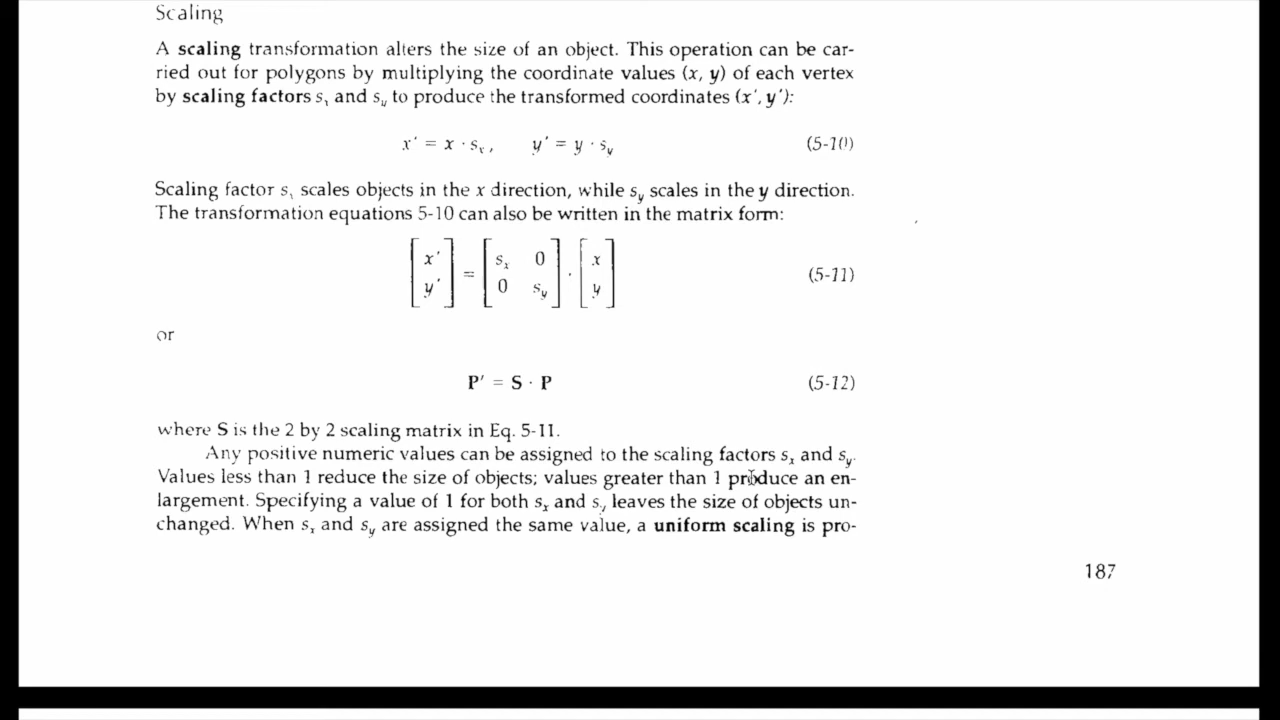 Scaling
A scaling transformation alters the size of an object. This operation can be car-
ried out for polygons by multiplying the coordinate values (x, y) of each vertex
by scaling factors sₓ and s_y to produce the transformed coordinates (x', y'):
x' = x · sₓ, y' = y · s_y (5-10)
Scaling factor sₓ scales objects in the x direction, while s_y scales in the y direction.
The transformation equations 5-10 can also be written in the matrix form:
[x'] = [sₓ 0] · [x] (5-11)
[y'] [0 s_y] [y]
or
P' = S · P (5-12)
where S is the 2 by 2 scaling matrix in Eq. 5-11.
Any positive numeric values can be assigned to the scaling factors sₓ and s_y.
Values less than 1 reduce the size of objects; values greater than 1 produce an en-
largement. Specifying a value of 1 for both sₓ and s_y leaves the size of objects un-
changed. When sₓ and s_y are assigned the same value, a uniform scaling is pro-
187